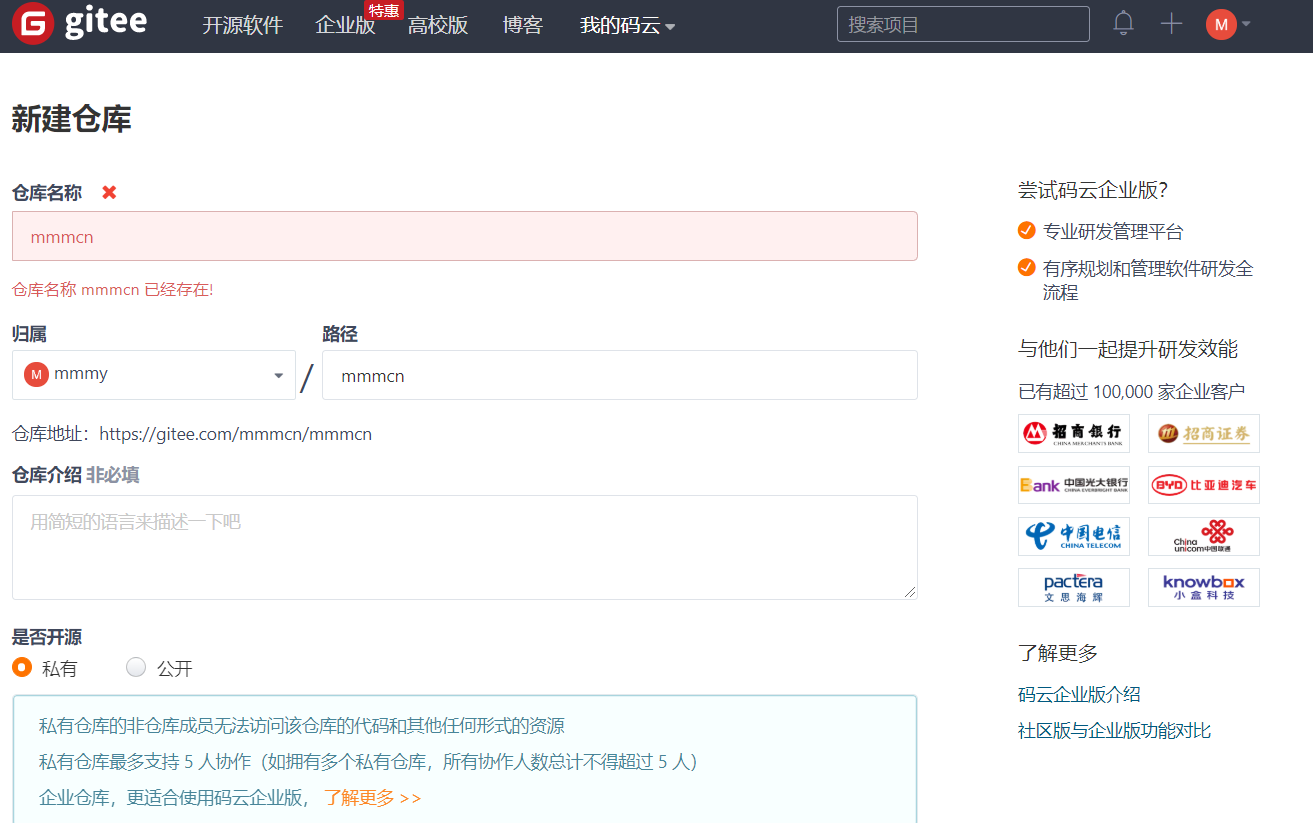 gitee
开源软件 企业版 特惠 高校版 博客 我的码云 搜索项目 M
新建仓库
仓库名称
mmmcn
仓库名称 mmmcn 已经存在!
归属 路径
M mmmy / mmmcn
仓库地址：https://gitee.com/mmmcn/mmmcn
仓库介绍 非必填
用简短的语言来描述一下吧
是否开源
私有 公开
私有仓库的非仓库成员无法访问该仓库的代码和其他任何形式的资源
私有仓库最多支持 5 人协作（如拥有多个私有仓库，所有协作人数总计不得超过 5 人）
企业仓库，更适合使用码云企业版， 了解更多 >>
尝试码云企业版？
专业研发管理平台
有序规划和管理软件研发全
流程
与他们一起提升研发效能
已有超过 100,000 家企业客户
招商银行
CHINA MERCHANTS BANK
招商证券
Bank 中国光大银行
CHINA EVERBRIGHT BANK
BYD 比亚迪汽车
中国电信
CHINA TELECOM
China
unicom中国联通
pactera
文思海辉
knowbox
小盒科技
了解更多
码云企业版介绍
社区版与企业版功能对比